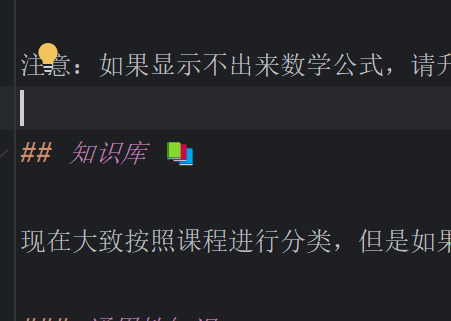 注意：如果显示不出来数学公式，请升
## 知识库 📚
现在大致按照课程进行分类，但是如果